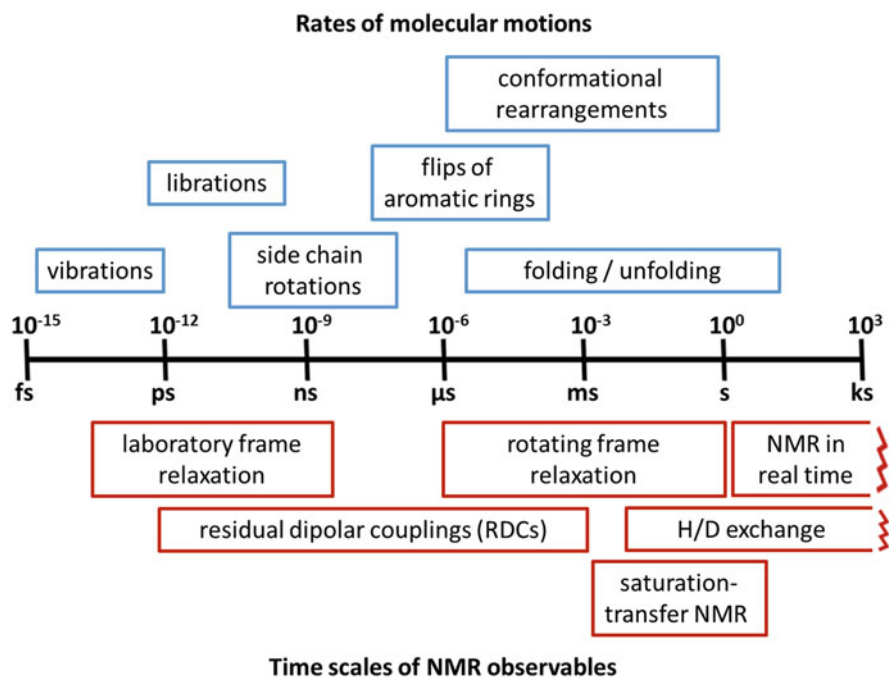 Rates of molecular motions
conformational
rearrangements
librations
flips of
aromatic rings
vibrations
side chain
rotations
folding / unfolding
10⁻¹⁵ 10⁻¹² 10⁻⁹ 10⁻⁶ 10⁻³ 10⁰ 10³
fs ps ns µs ms s ks
laboratory frame
relaxation
rotating frame
relaxation
NMR in
real time
residual dipolar couplings (RDCs)
H/D exchange
saturation-
transfer NMR
Time scales of NMR observables